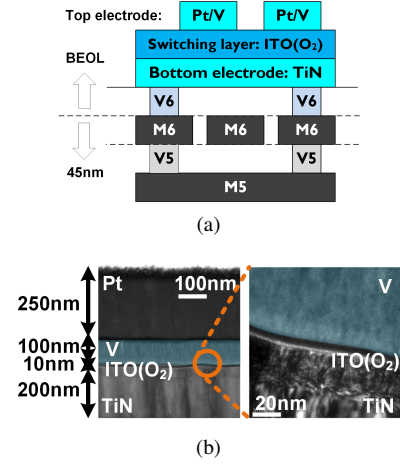 Top electrode: Pt/V Pt/V
Switching layer: ITO(O₂)
Bottom electrode: TiN
BEOL
V6 V6
M6 M6 M6
V5 V5
45nm
M5
(a)
Pt
100nm
250nm
100nm
V
10nm
ITO(O₂)
200nm
TiN
V
ITO(O₂)
20nm
TiN
(b)